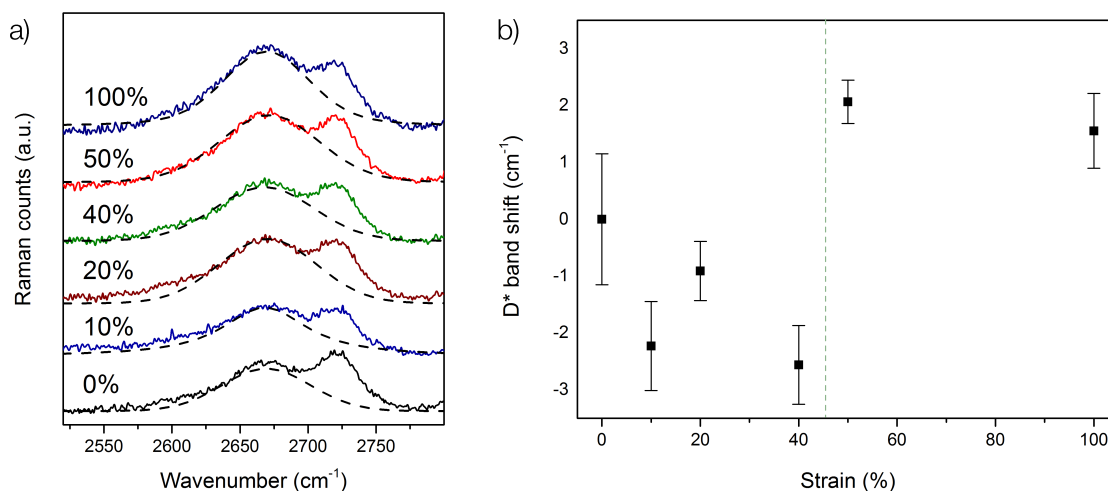 a)
100%
50%
40%
20%
10%
0%
Raman counts (a.u.)
2550 2600 2650 2700 2750
Wavenumber (cm⁻¹)
b)
3
2
1
0
-1
-2
-3
D* band shift (cm⁻¹)
0 20 40 60 80 100
Strain (%)